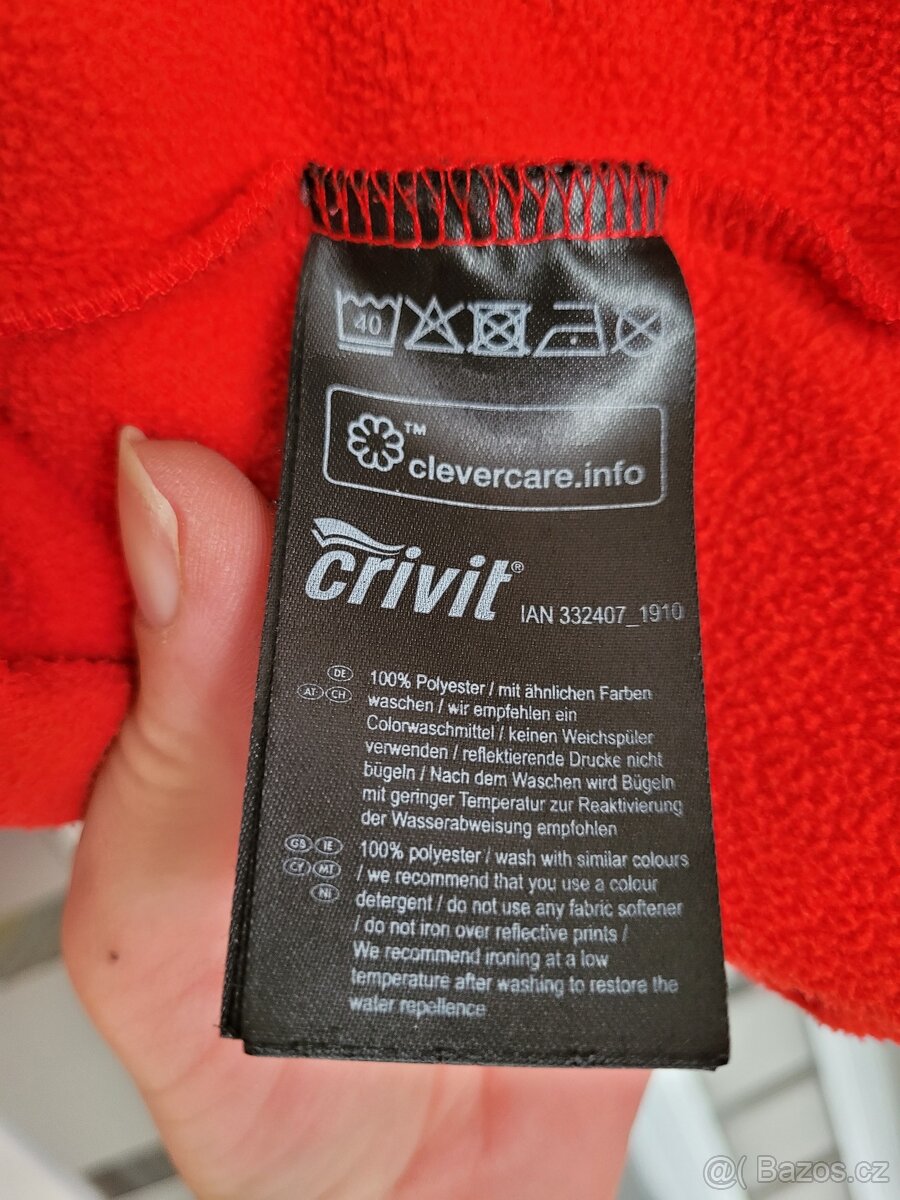 40
™
clevercare.info
crivit®
IAN 332407_1910
DE 100% Polyester / mit ähnlichen Farben
AT CH waschen / wir empfehlen ein
Colorwaschmittel / keinen Weichspüler
verwenden / reflektierende Drucke nicht
bügeln / Nach dem Waschen wird Bügeln
mit geringer Temperatur zur Reaktivierung
der Wasserabweisung empfohlen
GB IE 100% polyester / wash with similar colours
CY MT / we recommend that you use a colour
NI detergent / do not use any fabric softener
/ do not iron over reflective prints /
We recommend ironing at a low
temperature after washing to restore the
water repellence
@( Bazos.cz